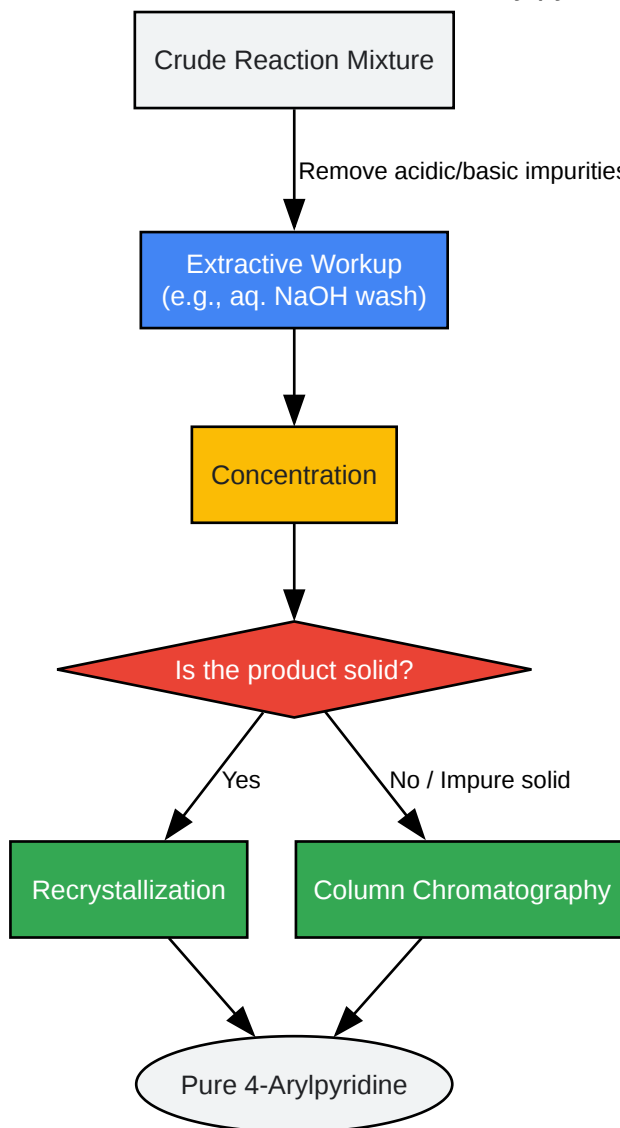 Crude Reaction Mixture
Remove acidic/basic impurities
Extractive Workup
(e.g., aq. NaOH wash)
Concentration
Is the product solid?
Yes
No / Impure solid
Recrystallization
Column Chromatography
Pure 4-Arylpyridine